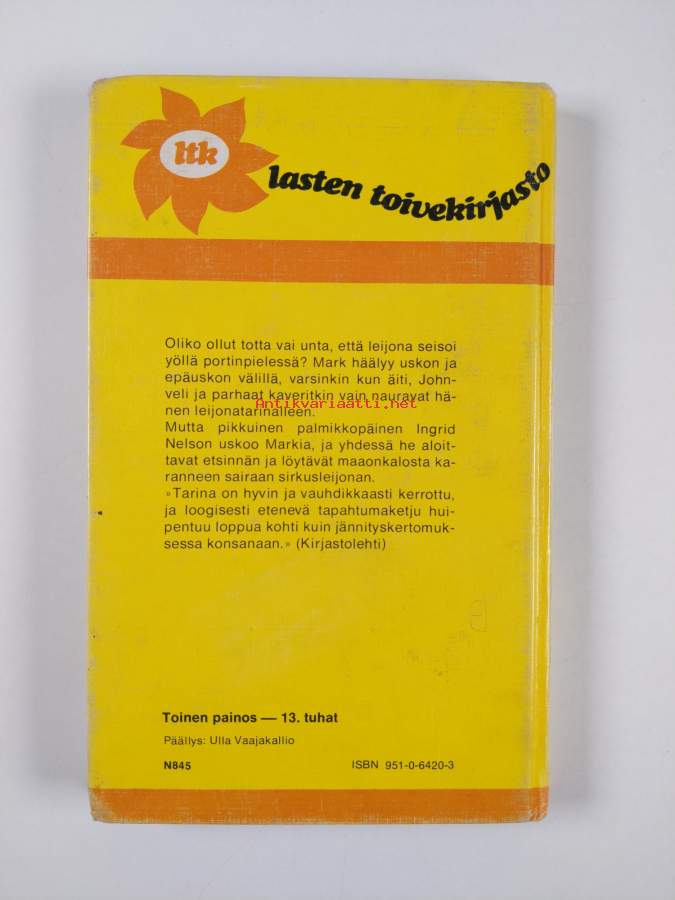 ltk
lasten toivekirjasto
Oliko ollut totta vai unta, että leijona seisoi
yöllä portinpielessä? Mark häälyy uskon ja
epäuskon välillä, varsinkin kun äiti, John-
veli ja parhaat kaveritkin vain nauravat hä-
Antikvariaatti.net
nen leijonatarinalleen.
Mutta pikkuinen palmikkopäinen Ingrid
Nelson uskoo Markia, ja yhdessä he aloit-
tavat etsinnän ja löytävät maaonkalosta ka-
ranneen sairaan sirkusleijonan.
»Tarina on hyvin ja vauhdikkaasti kerrottu,
ja loogisesti etenevä tapahtumaketju hui-
pentuu loppua kohti kuin jännityskertomuk-
sessa konsanaan.» (Kirjastolehti)
Toinen painos — 13. tuhat
Päällys: Ulla Vaajakallio
N845 ISBN 951-0-6420-3